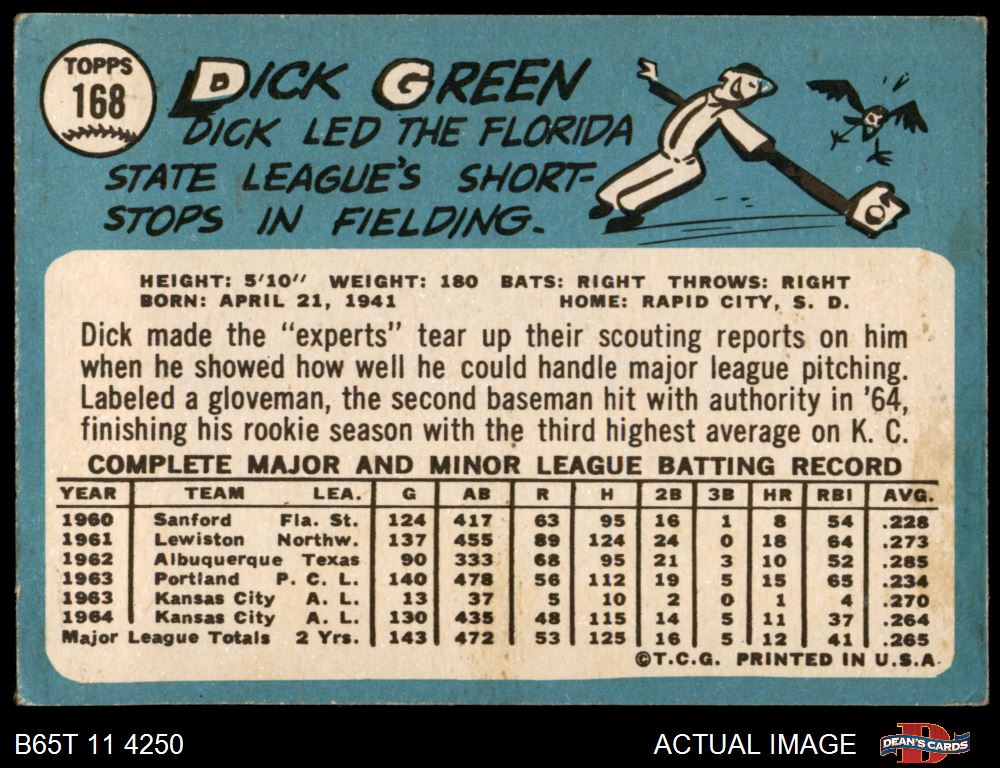 TOPPS
168
DICK GREEN
DICK LED THE FLORIDA
STATE LEAGUE'S SHORT-
STOPS IN FIELDING.
HEIGHT: 5'10" WEIGHT: 180 BATS: RIGHT THROWS: RIGHT
BORN: APRIL 21, 1941 HOME: RAPID CITY, S. D.
Dick made the "experts" tear up their scouting reports on him
when he showed how well he could handle major league pitching.
Labeled a gloveman, the second baseman hit with authority in '64,
finishing his rookie season with the third highest average on K. C.
COMPLETE MAJOR AND MINOR LEAGUE BATTING RECORD
YEAR TEAM LEA. G AB R H 2B 3B HR RBI AVG.
1960 Sanford Fla. St. 124 417 63 95 16 1 8 54 .228
1961 Lewiston Northw. 137 455 89 124 24 0 18 64 .273
1962 Albuquerque Texas 90 333 68 95 21 3 10 52 .285
1963 Portland P. C. L. 140 478 56 112 19 5 15 65 .234
1963 Kansas City A. L. 13 37 5 10 2 0 1 4 .270
1964 Kansas City A. L. 130 435 48 115 14 5 11 37 .264
Major League Totals 2 Yrs. 143 472 53 125 16 5 12 41 .265
©T.C.G. PRINTED IN U.S.A.
B65T 11 4250 ACTUAL IMAGE D DEAN'S CARDS